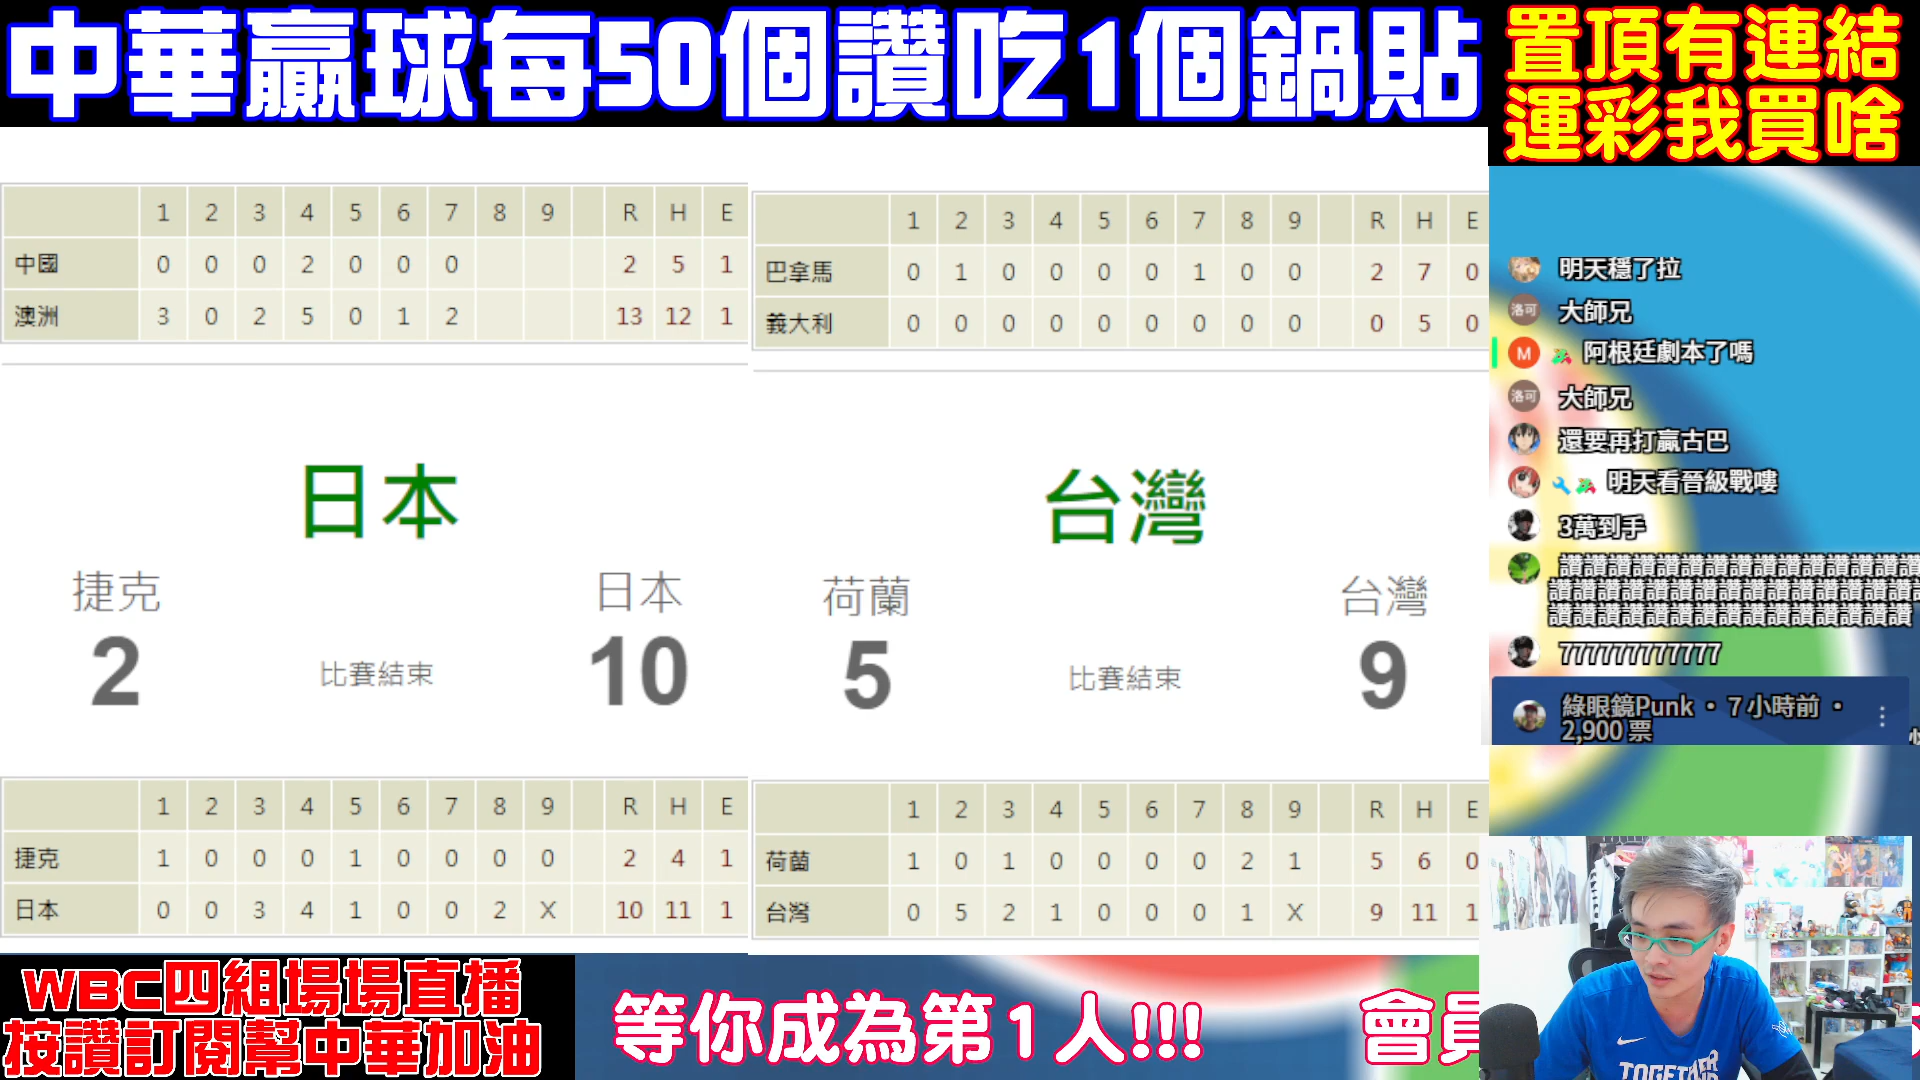 中華贏球每50個讚吃1個鍋貼
置頂有連結
運彩我買啥
1 2 3 4 5 6 7 8 9 R H E
中國 0 0 0 2 0 0 0 2 5 1
澳洲 3 0 2 5 0 1 2 13 12 1
1 2 3 4 5 6 7 8 9 R H E
巴拿馬 0 1 0 0 0 0 1 0 0 2 7 0
義大利 0 0 0 0 0 0 0 0 0 0 5 0
日本
捷克 日本
2 比賽結束 10
台灣
荷蘭 台灣
5 比賽結束 9
1 2 3 4 5 6 7 8 9 R H E
捷克 1 0 0 0 1 0 0 0 0 2 4 1
日本 0 0 3 4 1 0 0 2 X 10 11 1
1 2 3 4 5 6 7 8 9 R H E
荷蘭 1 0 1 0 0 0 0 2 1 5 6 0
台灣 0 5 2 1 0 0 0 1 X 9 11 1
明天穩了拉
洛可 大師兄
M 阿根廷劇本了嗎
洛可 大師兄
還要再打贏古巴
明天看晉級戰嘍
3萬到手
讚讚讚讚讚讚讚讚讚讚讚讚讚讚讚
讚讚讚讚讚讚讚讚讚讚讚讚讚讚讚
讚讚讚讚讚讚讚讚讚讚讚讚讚讚讚
777777777777
綠眼鏡Punk • 7 小時前 •
2,900 票
WBC四組場場直播
按讚訂閱幫中華加油
等你成為第1人!!!
會員
TOGETHER